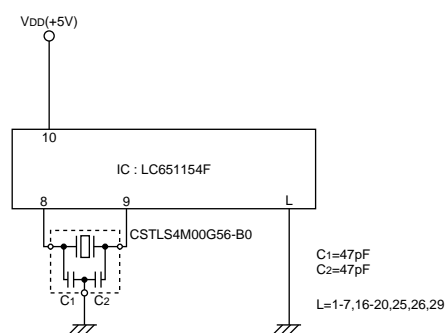 VDD(+5V)
10
IC : LC651154F
8 9 L
CSTLS4M00G56-B0
C1 C2
C1=47pF
C2=47pF
L=1-7,16-20,25,26,29